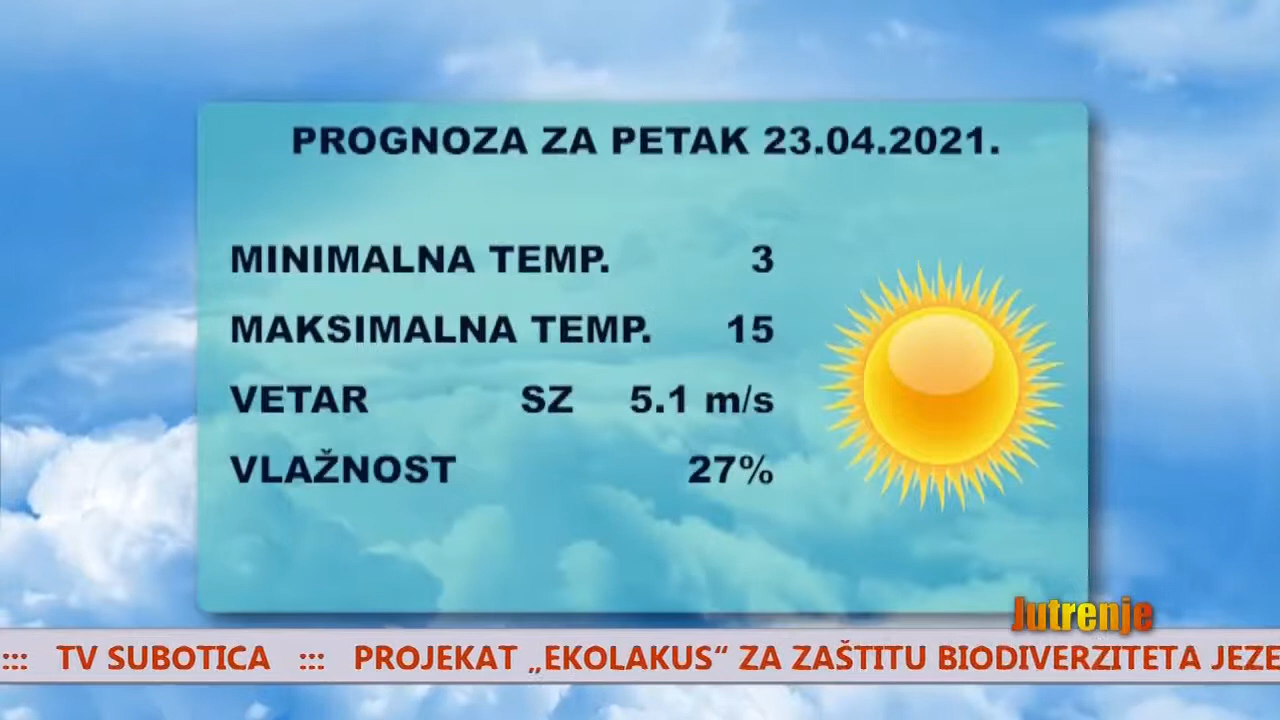 PROGNOZA ZA PETAK 23.04.2021.
MINIMALNA TEMP. 3
MAKSIMALNA TEMP. 15
VETAR SZ 5.1 m/s
VLAŽNOST 27%
Jutrenje
::: TV SUBOTICA ::: PROJEKAT „EKOLAKUS“ ZA ZAŠTITU BIODIVERZITETA JEZE